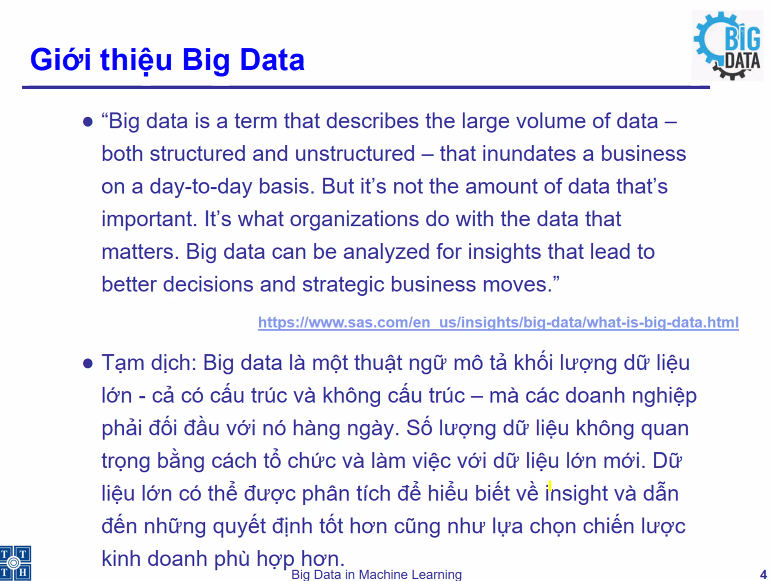 Giới thiệu Big Data
BIG
DATA
● “Big data is a term that describes the large volume of data –
both structured and unstructured – that inundates a business
on a day-to-day basis. But it’s not the amount of data that’s
important. It’s what organizations do with the data that
matters. Big data can be analyzed for insights that lead to
better decisions and strategic business moves.”
https://www.sas.com/en_us/insights/big-data/what-is-big-data.html
● Tạm dịch: Big data là một thuật ngữ mô tả khối lượng dữ liệu
lớn - cả có cấu trúc và không cấu trúc – mà các doanh nghiệp
phải đối đầu với nó hàng ngày. Số lượng dữ liệu không quan
trọng bằng cách tổ chức và làm việc với dữ liệu lớn mới. Dữ
liệu lớn có thể được phân tích để hiểu biết về insight và dẫn
đến những quyết định tốt hơn cũng như lựa chọn chiến lược
kinh doanh phù hợp hơn.
T T
T H
Big Data in Machine Learning
4